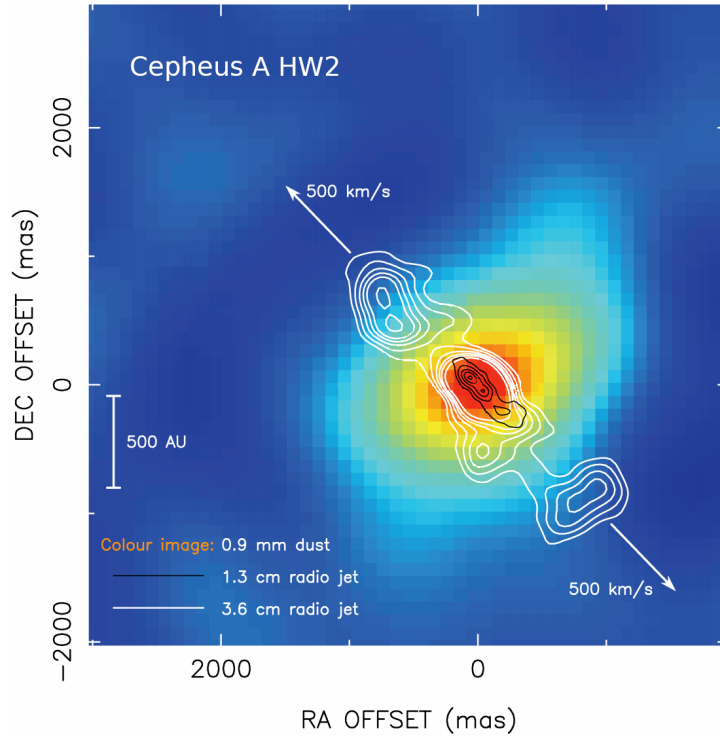 Cepheus A HW2
500 km/s
2000
0
-2000
DEC OFFSET (mas)
500 AU
Colour image: 0.9 mm dust
1.3 cm radio jet
3.6 cm radio jet
500 km/s
2000
0
RA OFFSET (mas)